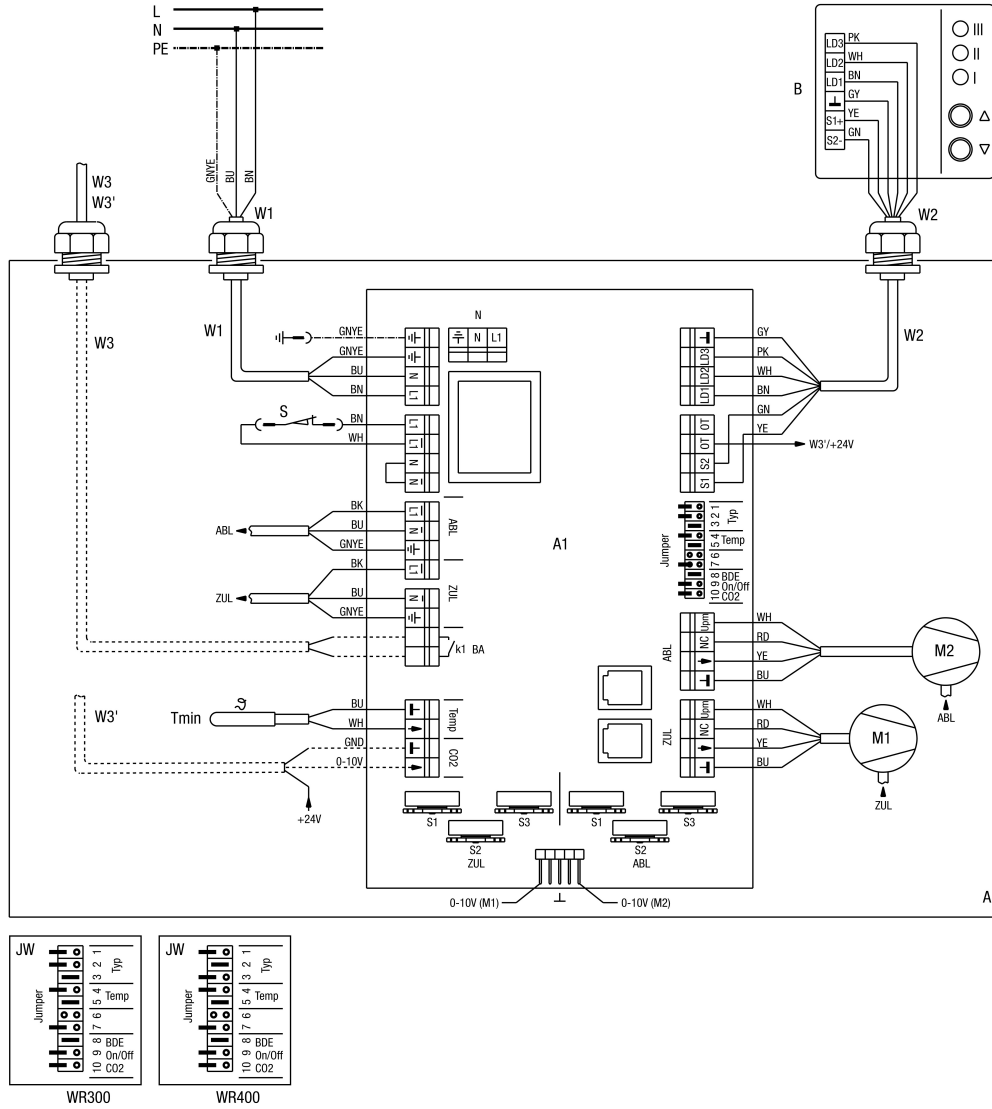 L
N
PE
GNYE
BU
BN
W3
W3'
W1
B
LD3 PK
LD2 WH
LD1 BN
GY
S1+ YE
S2- GN
III
II
I
W2
W3
W1
W2
N
N L1
GNYE
GNYE
N BU
L1 BN
S
BN L1
WH L1
N
N
ABL
BK L1
BU N
GNYE
ABL
ZUL
BK L1
BU N
GNYE
ZUL
k1 BA
W3'
Tmin
ϑ
BU
WH
Temp
GND
0-10V
CO2
+24V
A1
GY
LD3 PK
LD2 WH
LD1 BN
OT GN
OT YE
S2
S1
W3'/+24V
Jumper
1
2
3
Typ
4
5
Temp
6
7
8 BDE
9 On/Off
10 CO2
ABL
Upm WH
NC RD
YE
BU
M2
ABL
ZUL
Upm WH
NC RD
YE
BU
M1
ZUL
S1 S3 S1 S3
S2 S2
ZUL ABL
0-10V (M1) 0-10V (M2)
A
JW
Jumper
1
2
3
Typ
4
5
Temp
6
7
8 BDE
9 On/Off
10 CO2
WR300
JW
Jumper
1
2
3
Typ
4
5
Temp
6
7
8 BDE
9 On/Off
10 CO2
WR400